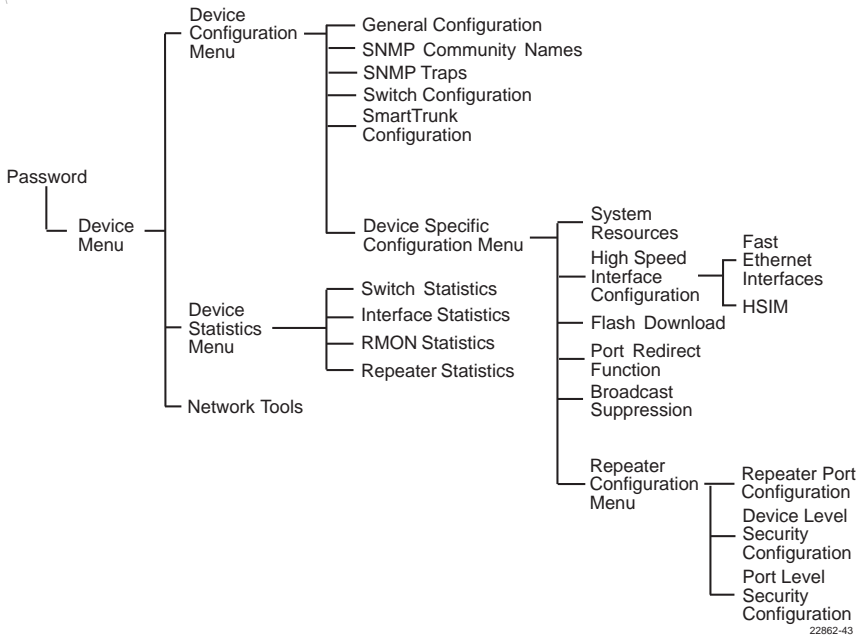 Password
Device
Menu
Device
Configuration
Menu
General Configuration
SNMP Community Names
SNMP Traps
Switch Configuration
SmartTrunk
Configuration
Device Specific
Configuration Menu
System
Resources
High Speed
Interface
Configuration
Fast
Ethernet
Interfaces
HSIM
Flash Download
Port Redirect
Function
Broadcast
Suppression
Repeater
Configuration
Menu
Repeater Port
Configuration
Device Level
Security
Configuration
Port Level
Security
Configuration
Device
Statistics
Menu
Switch Statistics
Interface Statistics
RMON Statistics
Repeater Statistics
Network Tools
22862-43